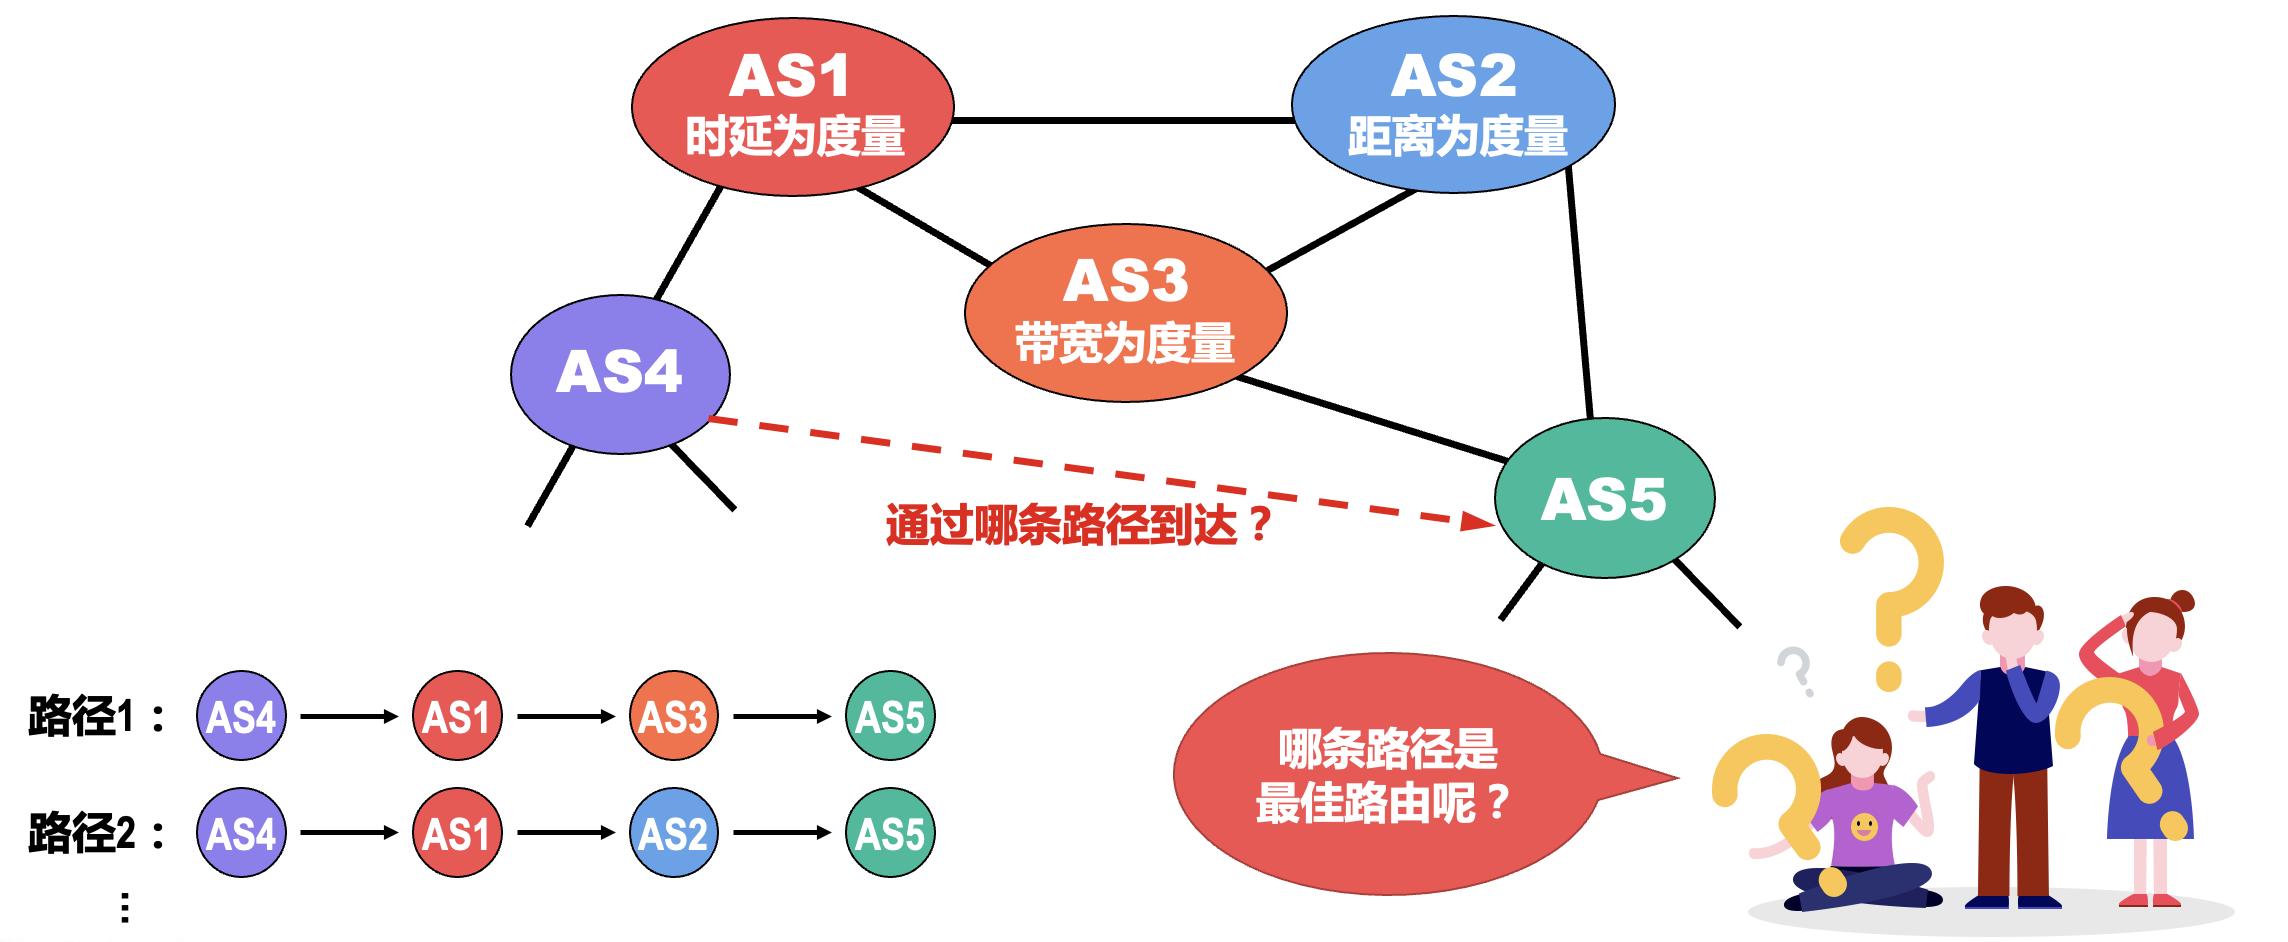 AS1
时延为度量
AS2
距离为度量
AS3
带宽为度量
AS4
AS5
通过哪条路径到达？
路径1：
AS4
AS1
AS3
AS5
路径2：
AS4
AS1
AS2
AS5
⋮
哪条路径是
最佳路由呢？